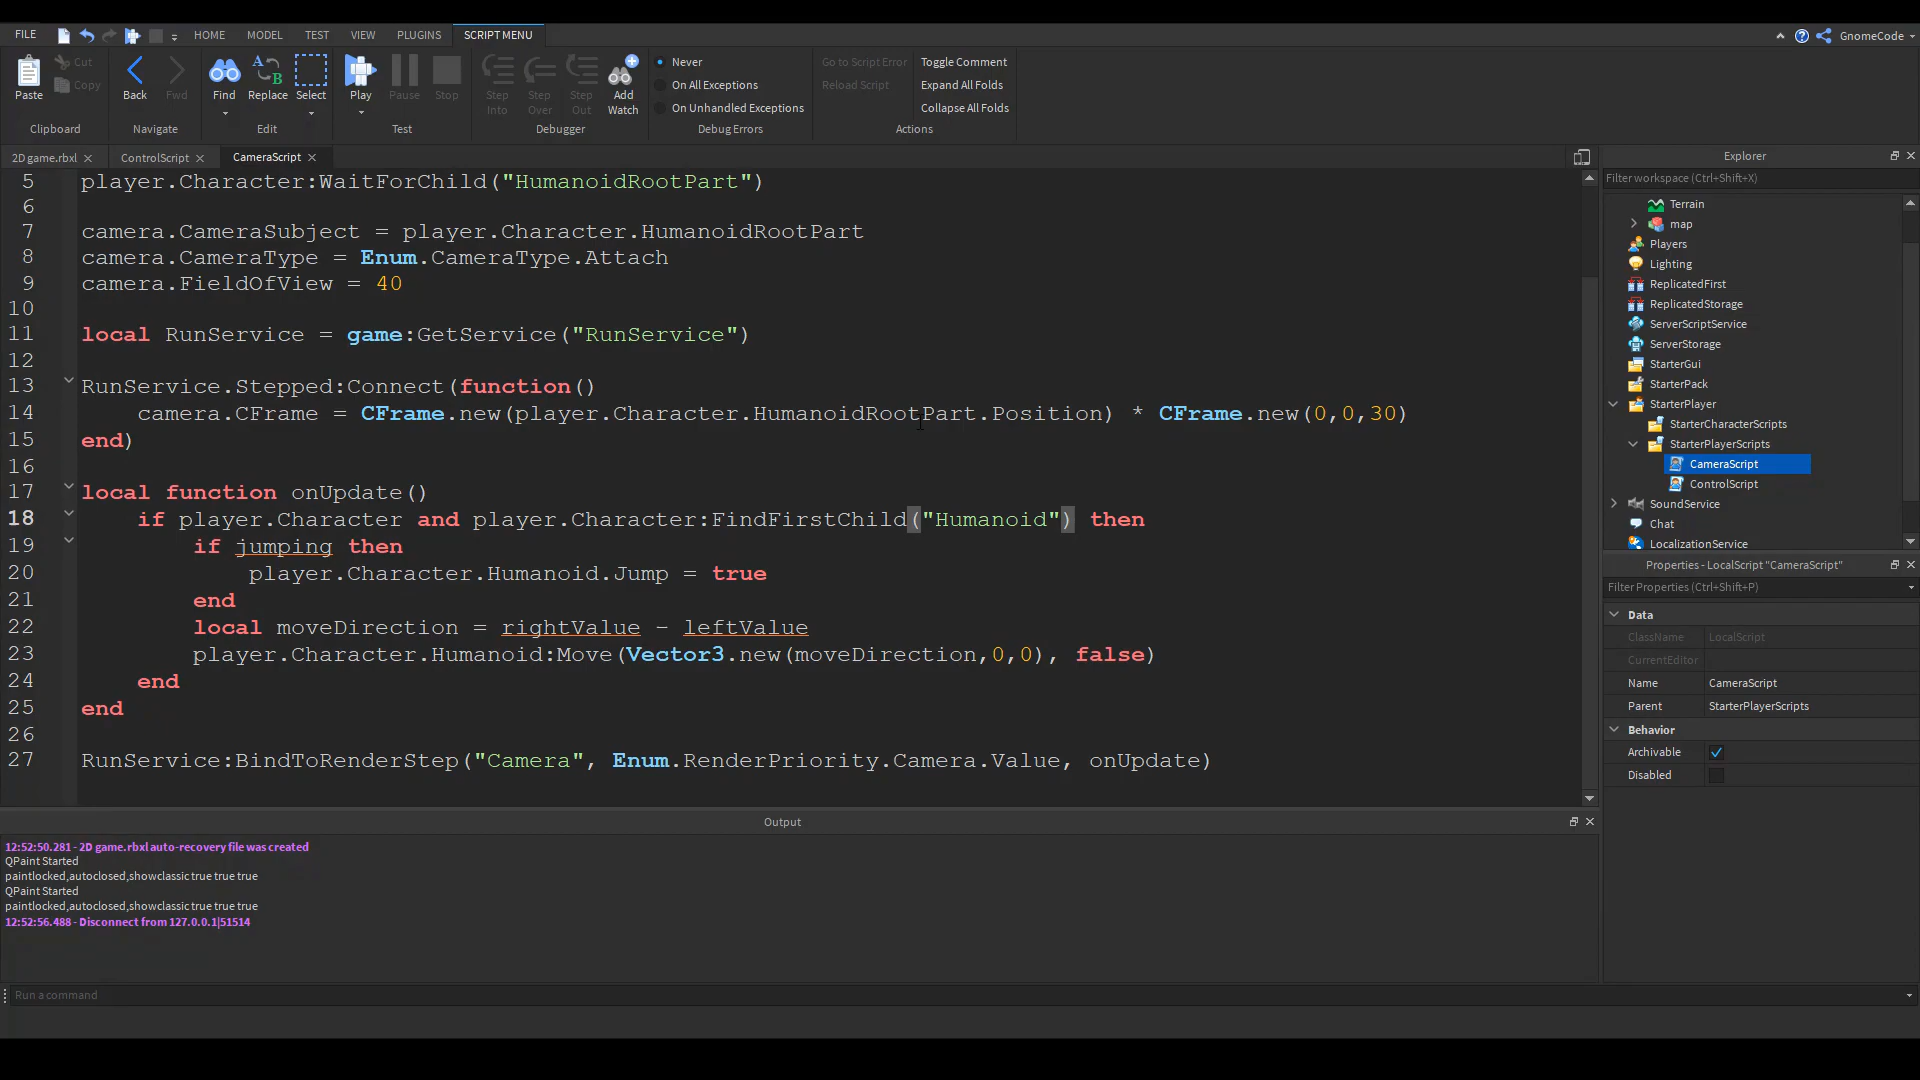 FILE
HOME
MODEL
TEST
VIEW
PLUGINS
SCRIPT MENU
GnomeCode
Paste
Cut
Copy
Clipboard
Back
Fwd
Navigate
Find
Replace
Select
Edit
Play
Pause
Stop
Test
Step Into
Step Over
Step Out
Add Watch
Debugger
Never
On All Exceptions
On Unhandled Exceptions
Debug Errors
Go to Script Error
Reload Script
Toggle Comment
Expand All Folds
Collapse All Folds
Actions
2D game.rbxl
ControlScript
CameraScript
5 player.Character:WaitForChild("HumanoidRootPart")
6
7 camera.CameraSubject = player.Character.HumanoidRootPart
8 camera.CameraType = Enum.CameraType.Attach
9 camera.FieldOfView = 40
10
11 local RunService = game:GetService("RunService")
12
13 RunService.Stepped:Connect(function()
14 camera.CFrame = CFrame.new(player.Character.HumanoidRootPart.Position) * CFrame.new(0,0,30)
15 end)
16
17 local function onUpdate()
18 if player.Character and player.Character:FindFirstChild("Humanoid") then
19 if jumping then
20 player.Character.Humanoid.Jump = true
21 end
22 local moveDirection = rightValue - leftValue
23 player.Character.Humanoid:Move(Vector3.new(moveDirection,0,0), false)
24 end
25 end
26
27 RunService:BindToRenderStep("Camera", Enum.RenderPriority.Camera.Value, onUpdate)
Output
12:52:50.281 - 2D game.rbxl auto-recovery file was created
QPaint Started
paintlocked,autoclosed,showclassic true true true
QPaint Started
paintlocked,autoclosed,showclassic true true true
12:52:56.488 - Disconnect from 127.0.0.1|51514
Run a command
Explorer
Filter workspace (Ctrl+Shift+X)
Terrain
map
Players
Lighting
ReplicatedFirst
ReplicatedStorage
ServerScriptService
ServerStorage
StarterGui
StarterPack
StarterPlayer
StarterCharacterScripts
StarterPlayerScripts
CameraScript
ControlScript
SoundService
Chat
LocalizationService
Properties - LocalScript "CameraScript"
Filter Properties (Ctrl+Shift+P)
Data
ClassName LocalScript
CurrentEditor
Name CameraScript
Parent StarterPlayerScripts
Behavior
Archivable
Disabled